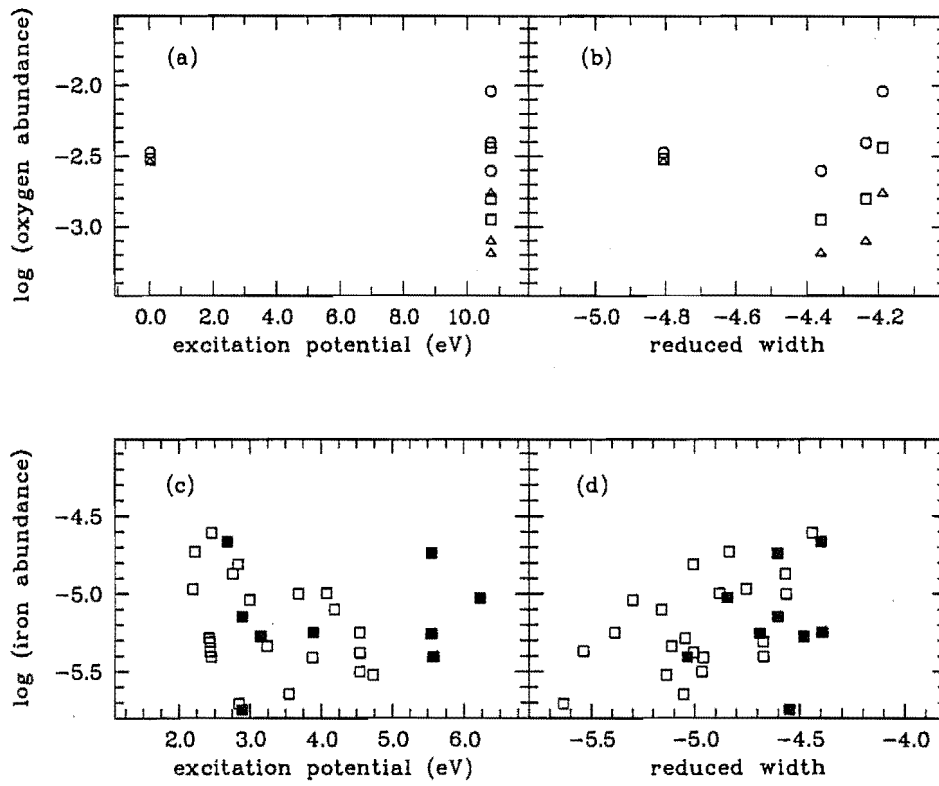 log (oxygen abundance)
(a)
(b)
−2.0
−2.5
−3.0
0.0 2.0 4.0 6.0 8.0 10.0
−5.0 −4.8 −4.6 −4.4 −4.2
excitation potential (eV)
reduced width
log (iron abundance)
(c)
(d)
−4.5
−5.0
−5.5
2.0 3.0 4.0 5.0 6.0
−5.5 −5.0 −4.5 −4.0
excitation potential (eV)
reduced width